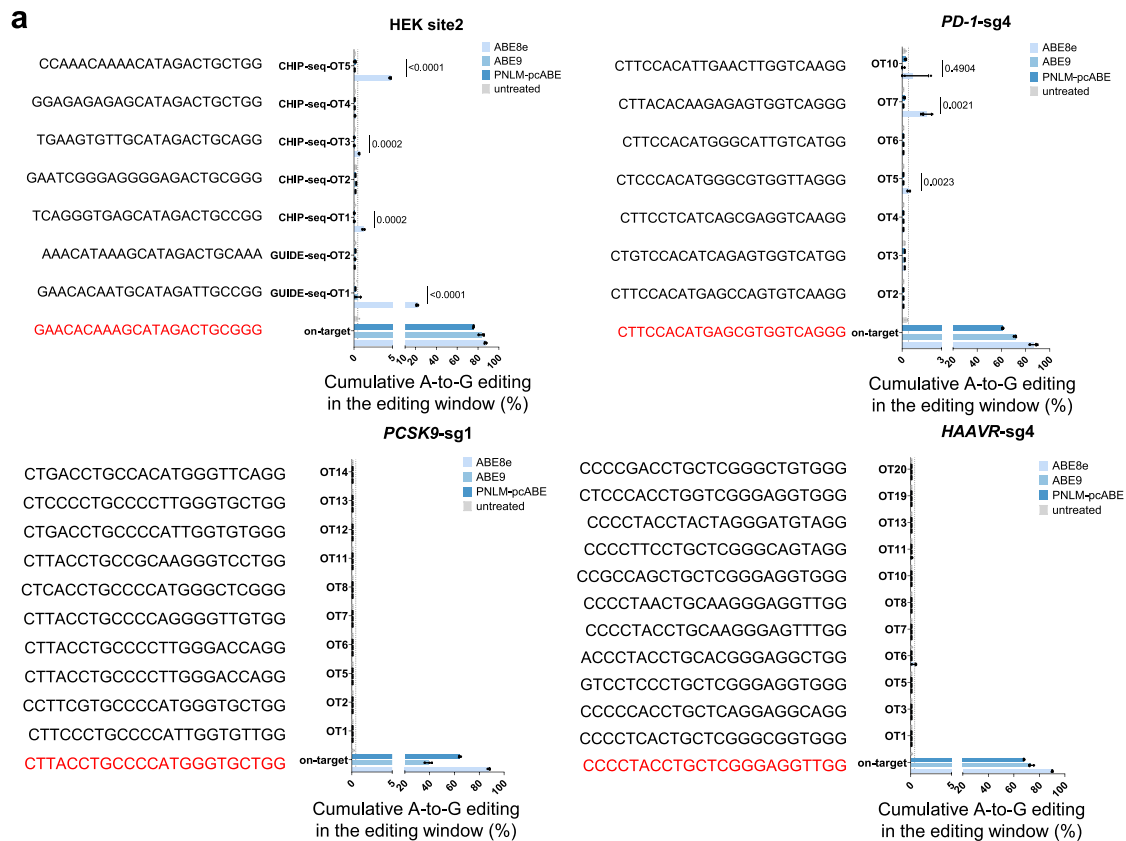 a
HEK site2
ABE8e
ABE9
PNLM-pcABE
untreated
CCAAACAAAACATAGACTGCTGG CHIP-seq-OT5 <0.0001
GGAGAGAGAGCATAGACTGCTGG CHIP-seq-OT4
TGAAGTGTTGCATAGACTGCAGG CHIP-seq-OT3 0.0002
GAATCGGGAGGGGAGACTGCGGG CHIP-seq-OT2
TCAGGGTGAGCATAGACTGCCGG CHIP-seq-OT1 0.0002
AAACATAAAGCATAGACTGCAAA GUIDE-seq-OT2
GAACACAATGCATAGATTGCCGG GUIDE-seq-OT1 <0.0001
GAACACAAAGCATAGACTGCGGG on-target
0 5 10 20 40 60 80 100
Cumulative A-to-G editing
in the editing window (%)
PD-1-sg4
ABE8e
ABE9
PNLM-pcABE
untreated
CTTCCACATTGAACTTGGTCAAGG OT10 0.4904
CTTACACAAGAGAGTGGTCAGGG OT7 0.0021
CTTCCACATGGGCATTGTCATGG OT6
CTCCCACATGGGCGTGGTTAGGG OT5 0.0023
CTTCCTCATCAGCGAGGTCAAGG OT4
CTGTCCACATCAGAGTGGTCATGG OT3
CTTCCACATGAGCCAGTGTCAAGG OT2
CTTCCACATGAGCGTGGTCAGGG on-target
0 3 20 40 60 80 100
Cumulative A-to-G editing
in the editing window (%)
PCSK9-sg1
ABE8e
ABE9
PNLM-pcABE
untreated
CTGACCTGCCACATGGGTTCAGG OT14
CTCCCCTGCCCCTTGGGTGCTGG OT13
CTGACCTGCCCCATTGGTGTGGG OT12
CTTACCTGCCGCAAGGGTCCTGG OT11
CTCACCTGCCCCATGGGCTCGGG OT8
CTTACCTGCCCCAGGGGTTGTGG OT7
CTTACCTGCCCCTTGGGACCAGG OT6
CTTACCTGCCCCTTGGGACCAGG OT5
CCTTCGTGCCCCATGGGTGCTGG OT2
CTTCCCTGCCCCATTGGTGTTGG OT1
CTTACCTGCCCCATGGGTGCTGG on-target
0 5 20 40 60 80 100
Cumulative A-to-G editing
in the editing window (%)
HAAVR-sg4
ABE8e
ABE9
PNLM-pcABE
untreated
CCCCGACCTGCTCGGGCTGTGGG OT20
CTCCCACCTGGTCGGGAGGTGGG OT19
CCCCTACCTACTAGGGATGTAGG OT13
CCCCTTCCTGCTCGGGCAGTAGG OT11
CCGCCAGCTGCTCGGGAGGTGGG OT10
CCCCTAACTGCAAGGGAGGTTGG OT8
CCCCTACCTGCAAGGGAGTTTGG OT7
ACCCTACCTGCACGGGAGGCTGG OT6
GTCCTCCCTGCTCGGGAGGTGGG OT5
CCCCCACCTGCTCAGGAGGCAGG OT3
CCCCTCACTGCTCGGGCGGTGGG OT1
CCCCTACCTGCTCGGGAGGTTGG on-target
0 5 20 40 60 80 100
Cumulative A-to-G editing
in the editing window (%)